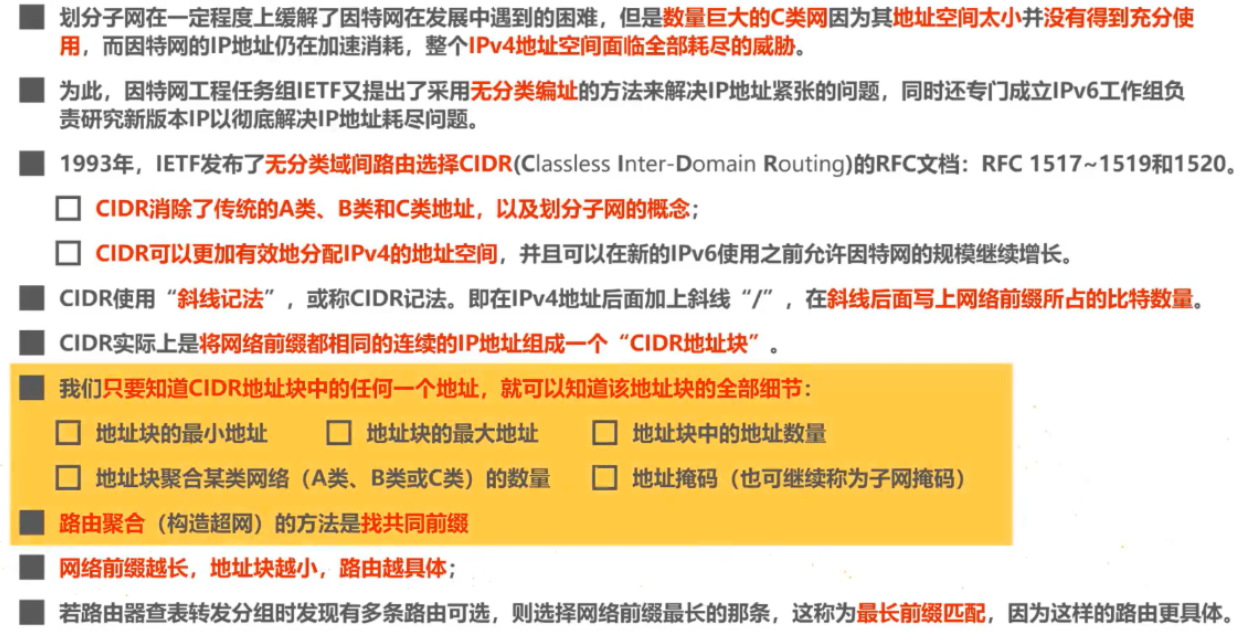 划分子网在一定程度上缓解了因特网在发展中遇到的困难，但是数量巨大的C类网因为其地址空间太小并没有得到充分使
用，而因特网的IP地址仍在加速消耗，整个IPv4地址空间面临全部耗尽的威胁。
为此，因特网工程任务组IETF又提出了采用无分类编址的方法来解决IP地址紧张的问题，同时还专门成立IPv6工作组负
责研究新版本IP以彻底解决IP地址耗尽问题。
1993年，IETF发布了无分类域间路由选择CIDR(Classless Inter-Domain Routing)的RFC文档：RFC 1517~1519和1520。
CIDR消除了传统的A类、B类和C类地址，以及划分子网的概念；
CIDR可以更加有效地分配IPv4的地址空间，并且可以在新的IPv6使用之前允许因特网的规模继续增长。
CIDR使用“斜线记法”，或称CIDR记法。即在IPv4地址后面加上斜线“/”，在斜线后面写上网络前缀所占的比特数量。
CIDR实际上是将网络前缀都相同的连续的IP地址组成一个“CIDR地址块”。
我们只要知道CIDR地址块中的任何一个地址，就可以知道该地址块的全部细节：
地址块的最小地址 地址块的最大地址 地址块中的地址数量
地址块聚合某类网络（A类、B类或C类）的数量 地址掩码（也可继续称为子网掩码）
路由聚合（构造超网）的方法是找共同前缀
网络前缀越长，地址块越小，路由越具体；
若路由器查表转发分组时发现有多条路由可选，则选择网络前缀最长的那条，这称为最长前缀匹配，因为这样的路由更具体。